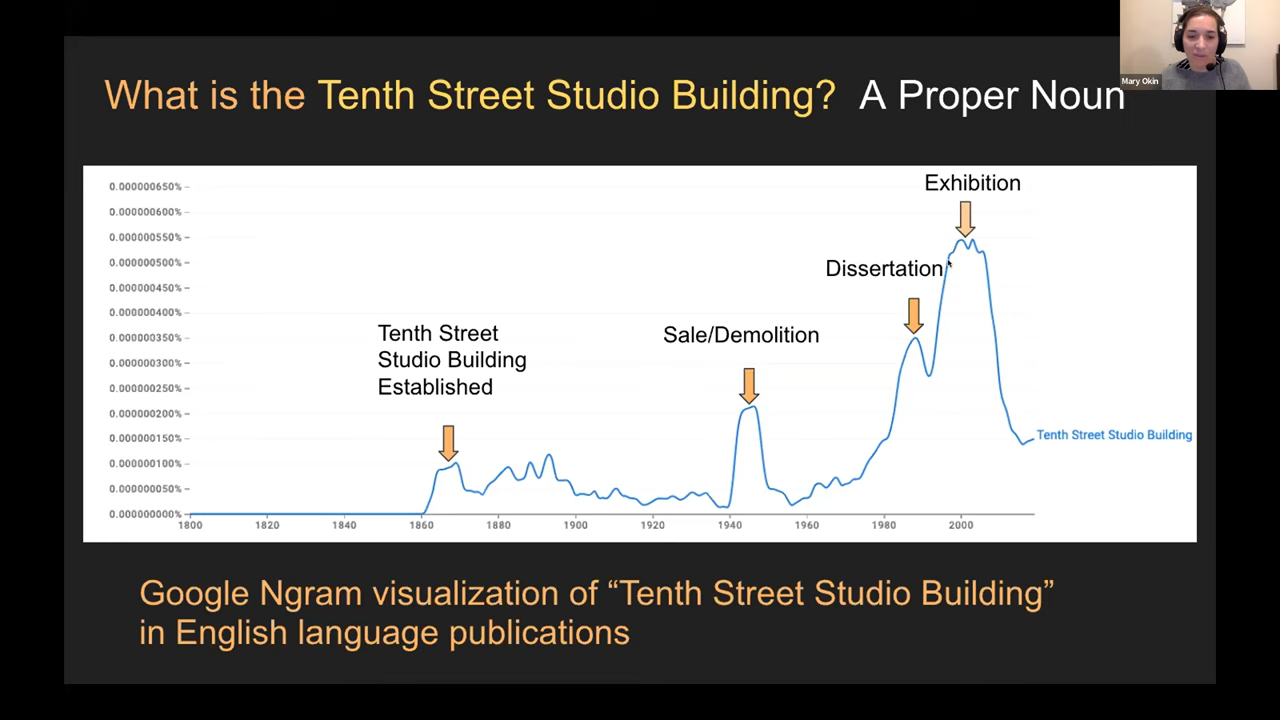 Mary Okin
What is the Tenth Street Studio Building? A Proper Noun
Exhibition
Dissertation
Sale/Demolition
Tenth Street
Studio Building
Established
0.000000650%
0.000000600%
0.000000550%
0.000000500%
0.000000450%
0.000000400%
0.000000350%
0.000000300%
0.000000250%
0.000000200%
0.000000150%
0.000000100%
0.000000050%
0.000000000%
Tenth Street Studio Building
1800 1820 1840 1860 1880 1900 1920 1940 1960 1980 2000
Google Ngram visualization of “Tenth Street Studio Building”
in English language publications